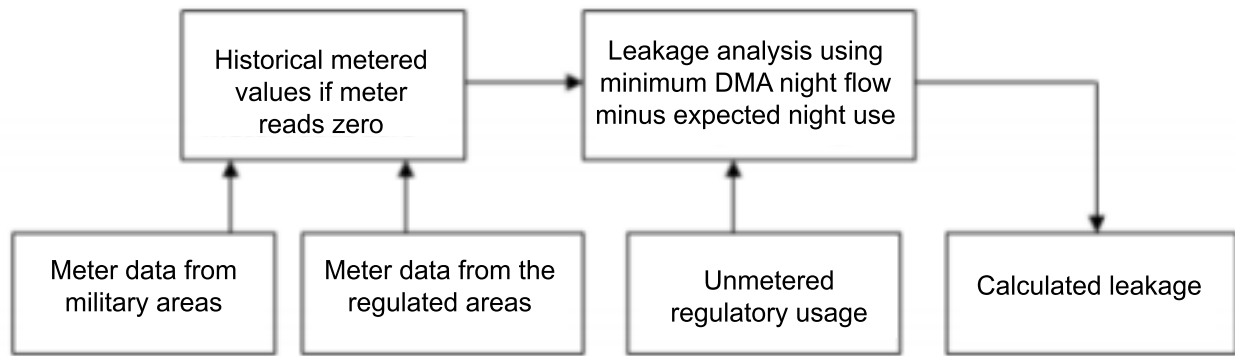 Historical metered
values if meter
reads zero
Leakage analysis using
minimum DMA night flow
minus expected night use
Meter data from
military areas
Meter data from the
regulated areas
Unmetered
regulatory usage
Calculated leakage